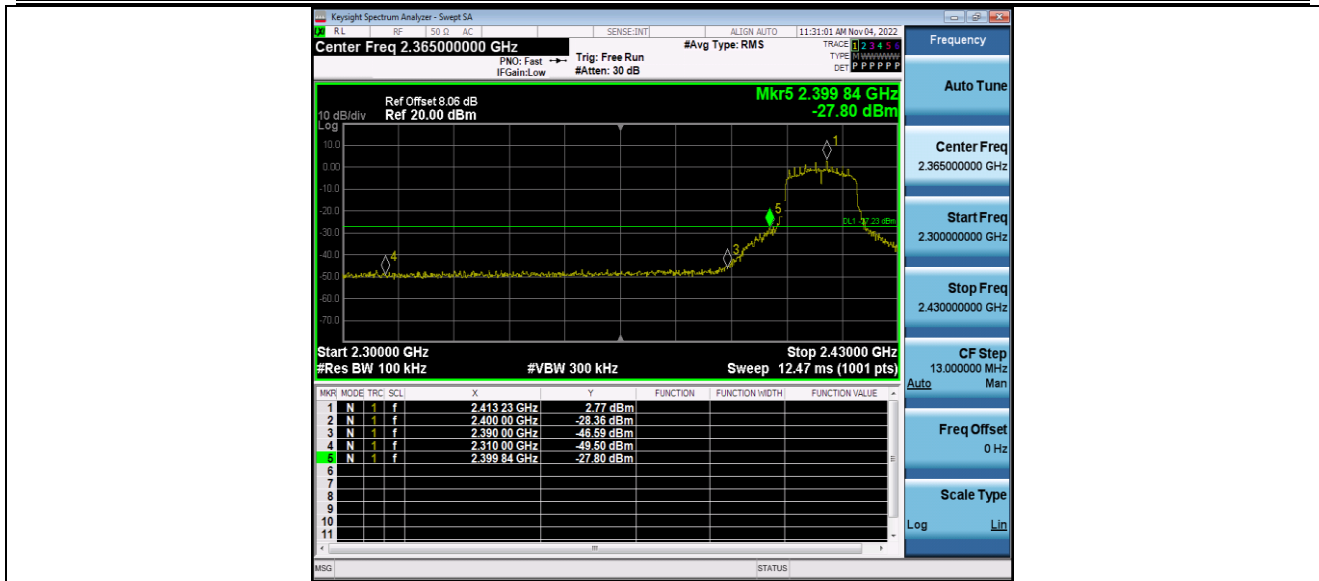 Keysight Spectrum Analyzer - Swept SA
RL RF 50 Ω AC SENSE:INT ALIGN AUTO 11:31:01 AM Nov 04, 2022
Center Freq 2.365000000 GHz #Avg Type: RMS TRACE 1 2 3 4 5 6
PNO: Fast Trig: Free Run TYPE M WWWWW
IFGain:Low #Atten: 30 dB DET P P P P P P
Mkr5 2.399 84 GHz
Ref Offset 8.06 dB
10 dB/div Ref 20.00 dBm -27.80 dBm
Log
10.0
0.00
-10.0
-20.0
-30.0
-40.0
-50.0
-60.0
-70.0
1
5
DL1 -27.23 dBm
3
4
Start 2.30000 GHz Stop 2.43000 GHz
#Res BW 100 kHz #VBW 300 kHz Sweep 12.47 ms (1001 pts)
MKR MODE TRC SCL X Y FUNCTION FUNCTION WIDTH FUNCTION VALUE
1 N 1 f 2.413 23 GHz 2.77 dBm
2 N 1 f 2.400 00 GHz -28.36 dBm
3 N 1 f 2.390 00 GHz -46.59 dBm
4 N 1 f 2.310 00 GHz -49.50 dBm
5 N 1 f 2.399 84 GHz -27.80 dBm
6
7
8
9
10
11
MSG STATUS
Frequency
Auto Tune
Center Freq
2.365000000 GHz
Start Freq
2.300000000 GHz
Stop Freq
2.430000000 GHz
CF Step
13.000000 MHz
Auto Man
Freq Offset
0 Hz
Scale Type
Log Lin